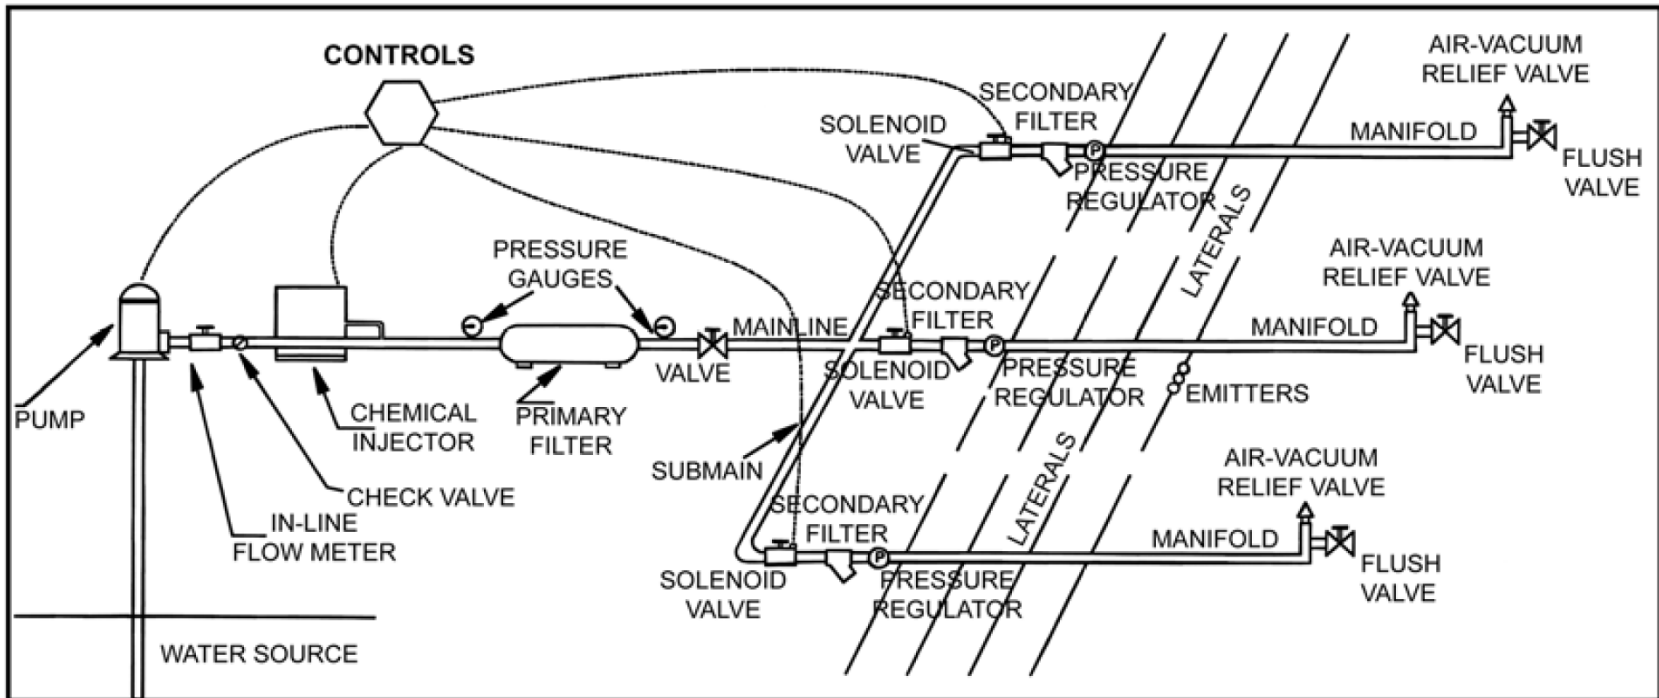 CONTROLS
AIR-VACUUM
RELIEF VALVE
SECONDARY
FILTER
SOLENOID
VALVE
MANIFOLD
PRESSURE
REGULATOR
FLUSH
VALVE
LATERALS
PRESSURE
GAUGES
AIR-VACUUM
RELIEF VALVE
SECONDARY
FILTER
MAINLINE
MANIFOLD
VALVE
SOLENOID
VALVE
PRESSURE
REGULATOR
FLUSH
VALVE
EMITTERS
PUMP
CHEMICAL
INJECTOR
PRIMARY
FILTER
SUBMAIN
LATERALS
AIR-VACUUM
RELIEF VALVE
CHECK VALVE
SECONDARY
FILTER
IN-LINE
FLOW METER
MANIFOLD
SOLENOID
VALVE
PRESSURE
REGULATOR
FLUSH
VALVE
WATER SOURCE
P
P
P